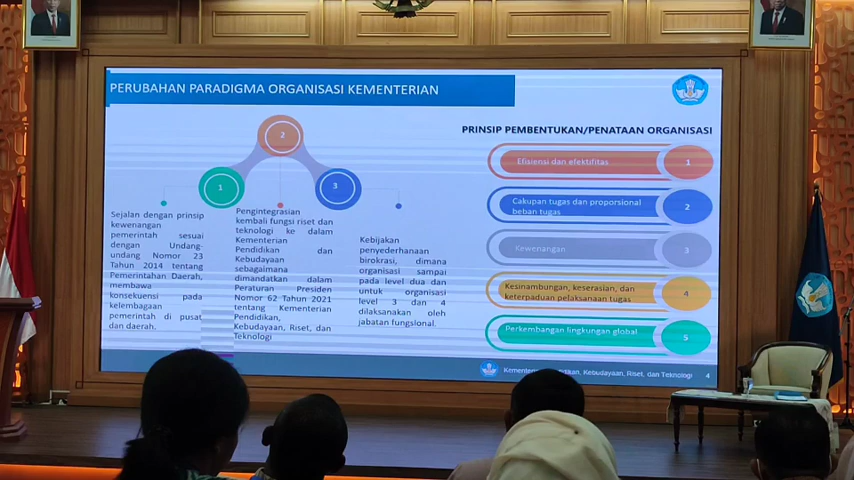 PERUBAHAN PARADIGMA ORGANISASI KEMENTERIAN
1
2
3
Sejalan dengan prinsip
kewenangan
pemerintah sesuai
dengan Undang-
undang Nomor 23
Tahun 2014 tentang
Pemerintahan Daerah,
membawa
konsekuensi pada
kelembagaan
pemerintah di pusat
dan daerah.
Pengintegrasian
kembali fungsi riset dan
teknologi ke dalam
Kementerian
Pendidikan dan
Kebudayaan
sebagaimana
dimandatkan dalam
Peraturan Presiden
Nomor 62 Tahun 2021
tentang Kementerian
Pendidikan,
Kebudayaan, Riset, dan
Teknologi
Kebijakan
penyederhanaan
birokrasi, dimana
organisasi sampai
pada level dua dan
untuk organisasi
level 3 dan 4
dilaksanakan oleh
jabatan fungsional.
PRINSIP PEMBENTUKAN/PENATAAN ORGANISASI
Efisiensi dan efektifitas 1
Cakupan tugas dan proporsional
beban tugas 2
Kewenangan 3
Kesinambungan, keserasian, dan
keterpaduan pelaksanaan tugas 4
Perkembangan lingkungan global 5
Kebudayaan, Riset, dan Teknologi 4